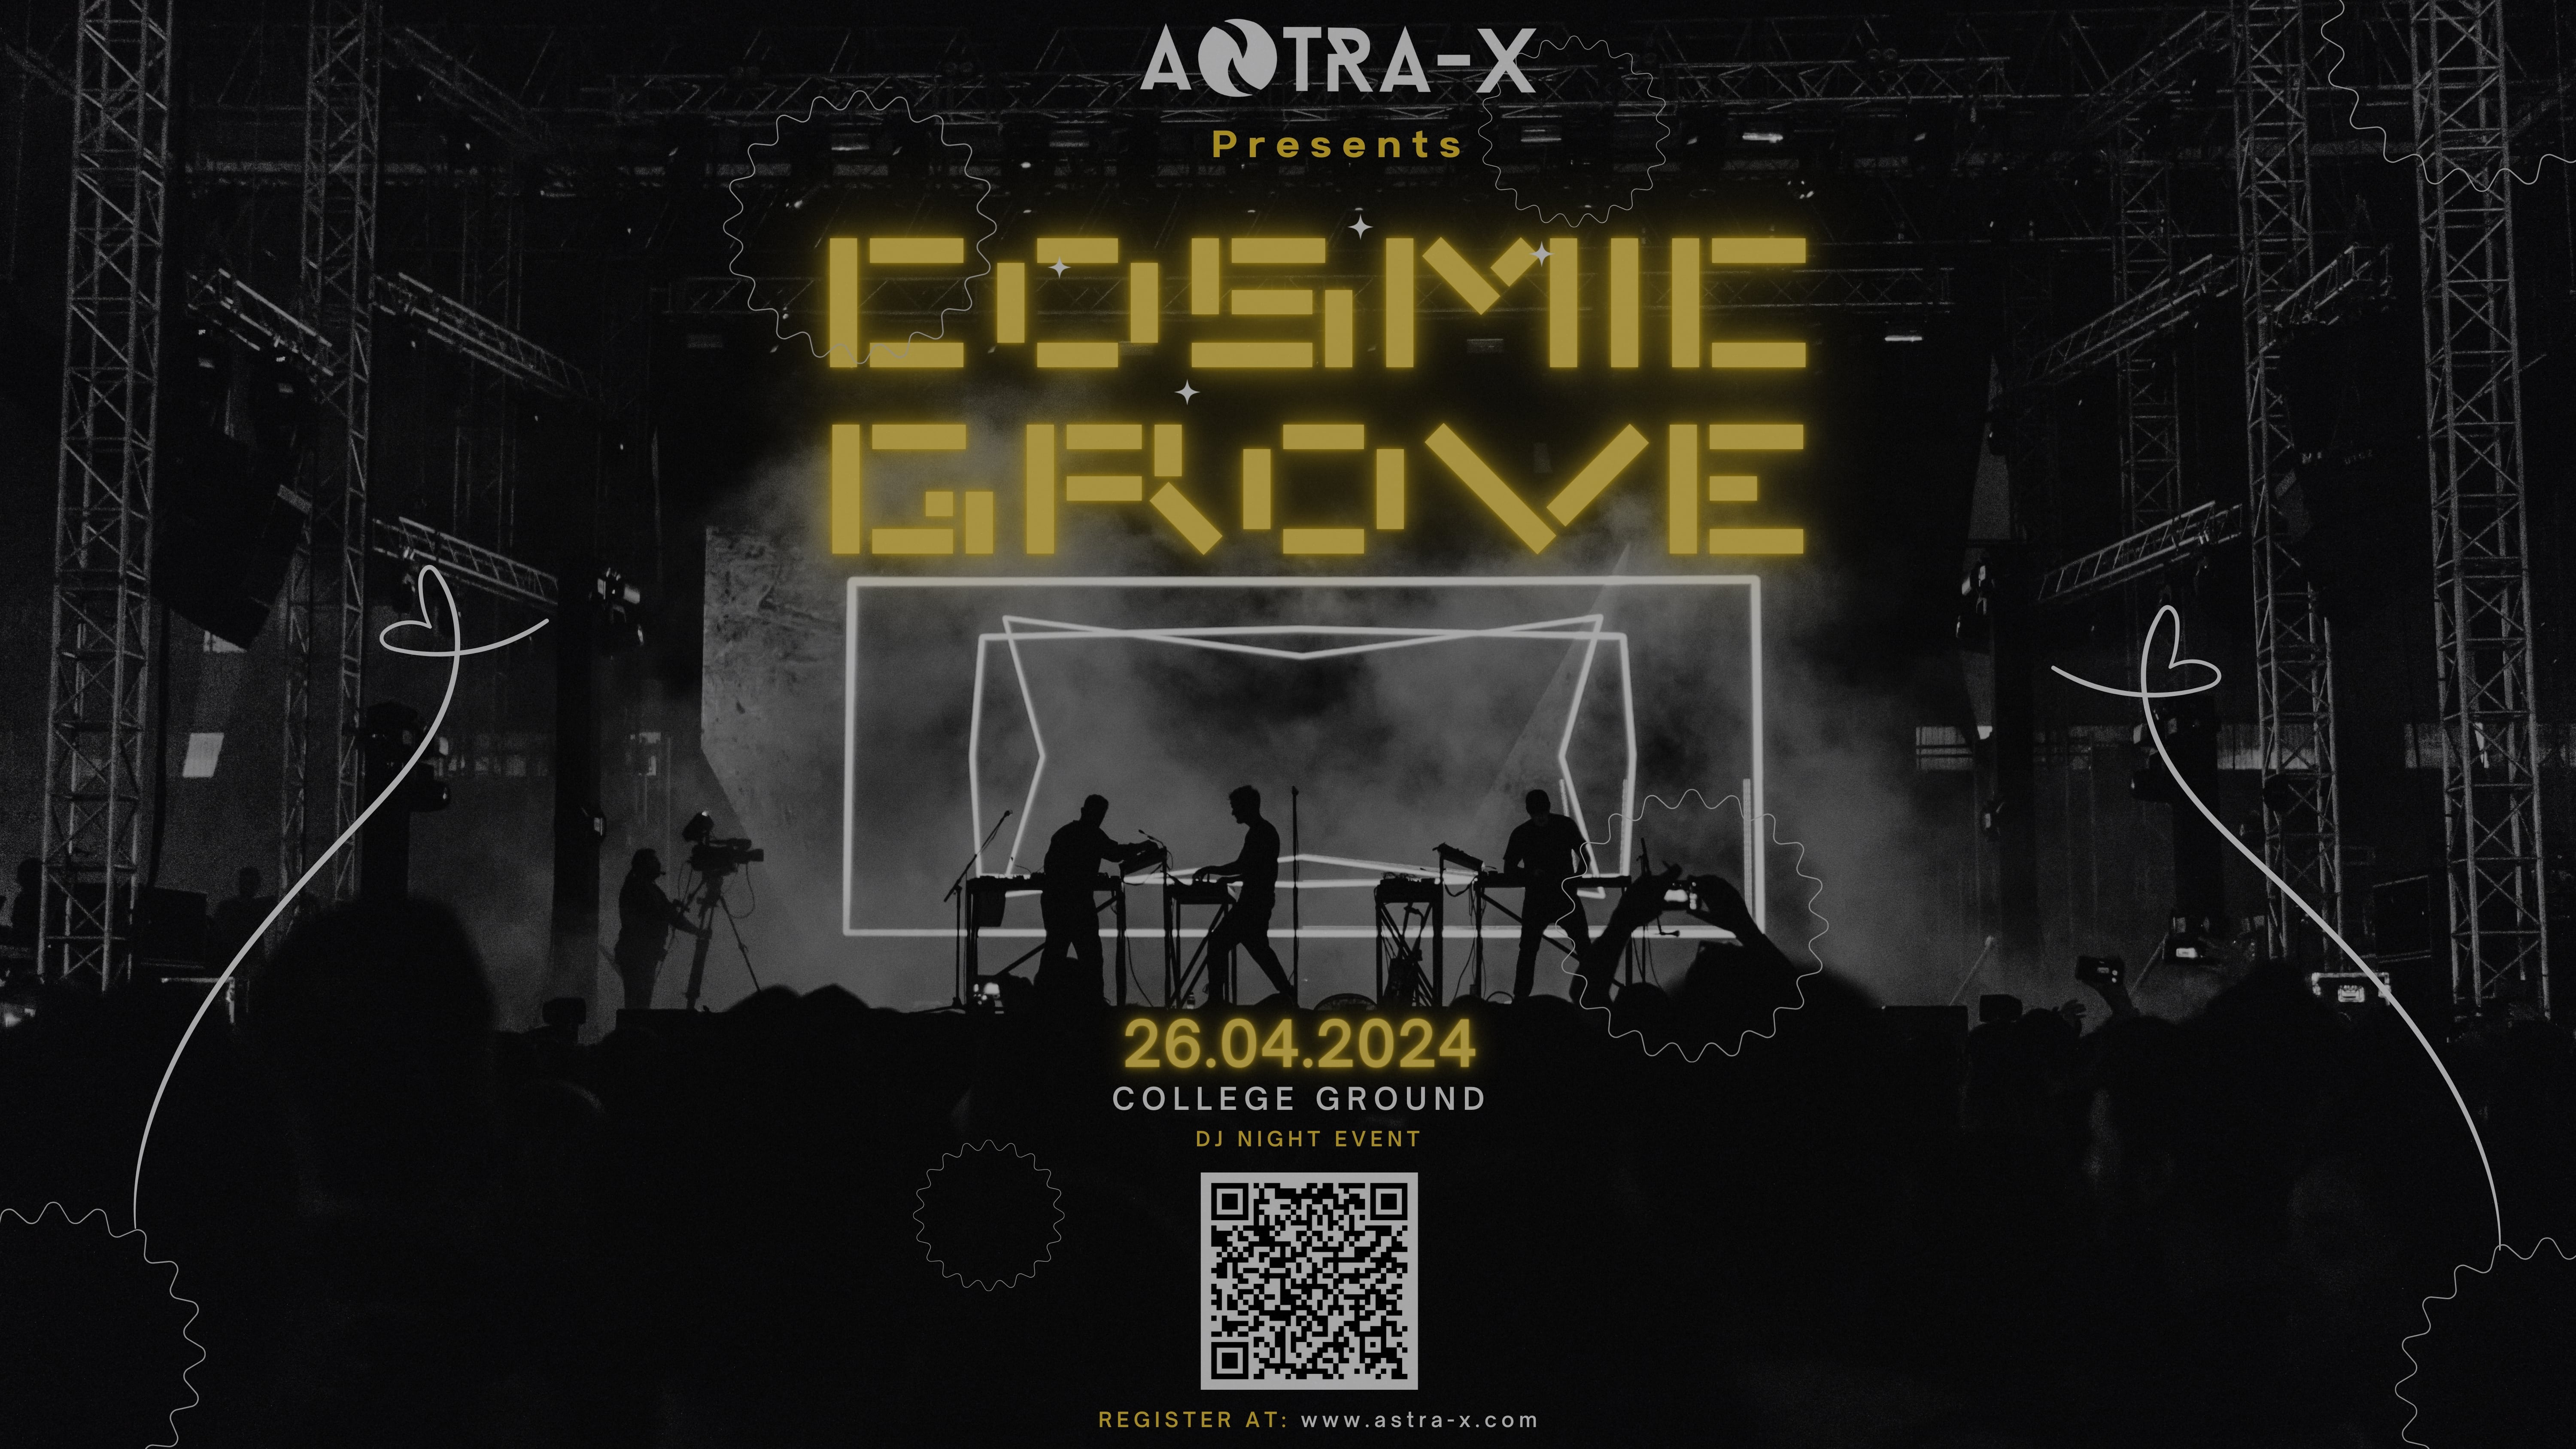 ASTRA-X
Presents
COSMIC
GROVE
26.04.2024
COLLEGE GROUND
DJ NIGHT EVENT
REGISTER AT: www.astra-x.com